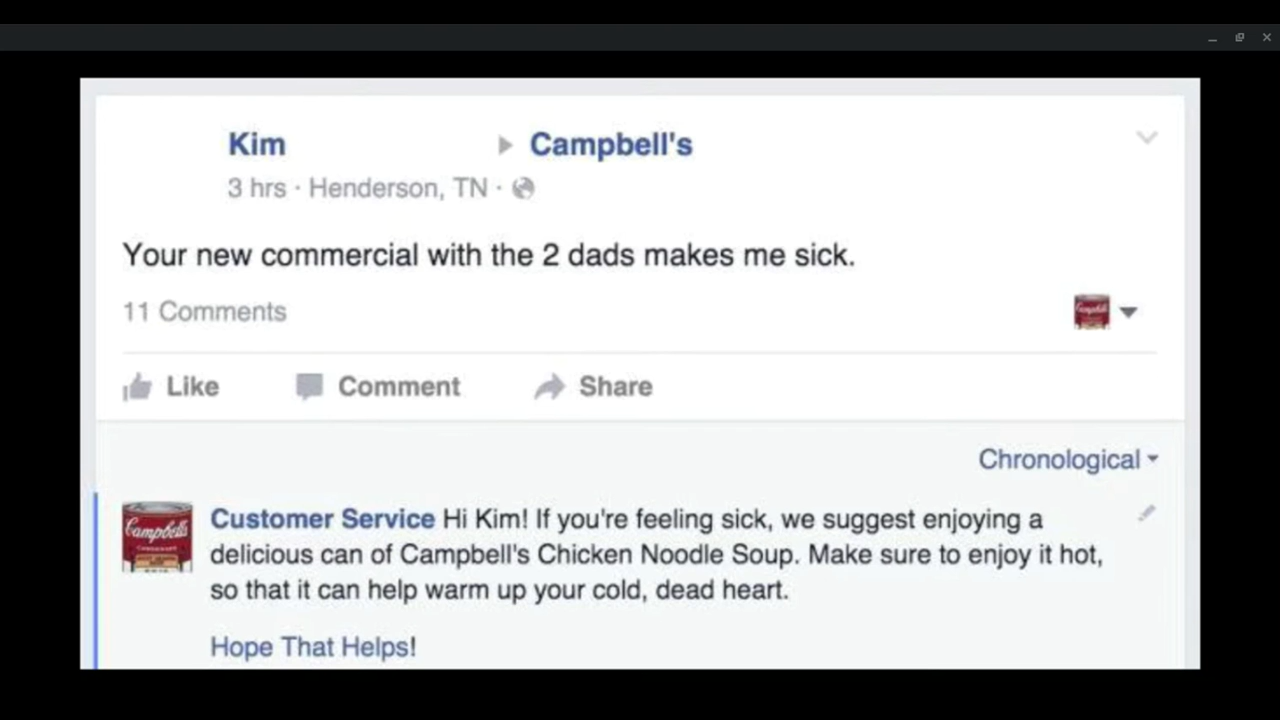 Kim Campbell's
3 hrs · Henderson, TN ·
Your new commercial with the 2 dads makes me sick.
11 Comments
Campbell's
Like Comment Share
Chronological
Campbell's
Customer Service Hi Kim! If you're feeling sick, we suggest enjoying a
delicious can of Campbell's Chicken Noodle Soup. Make sure to enjoy it hot,
so that it can help warm up your cold, dead heart.
Hope That Helps!